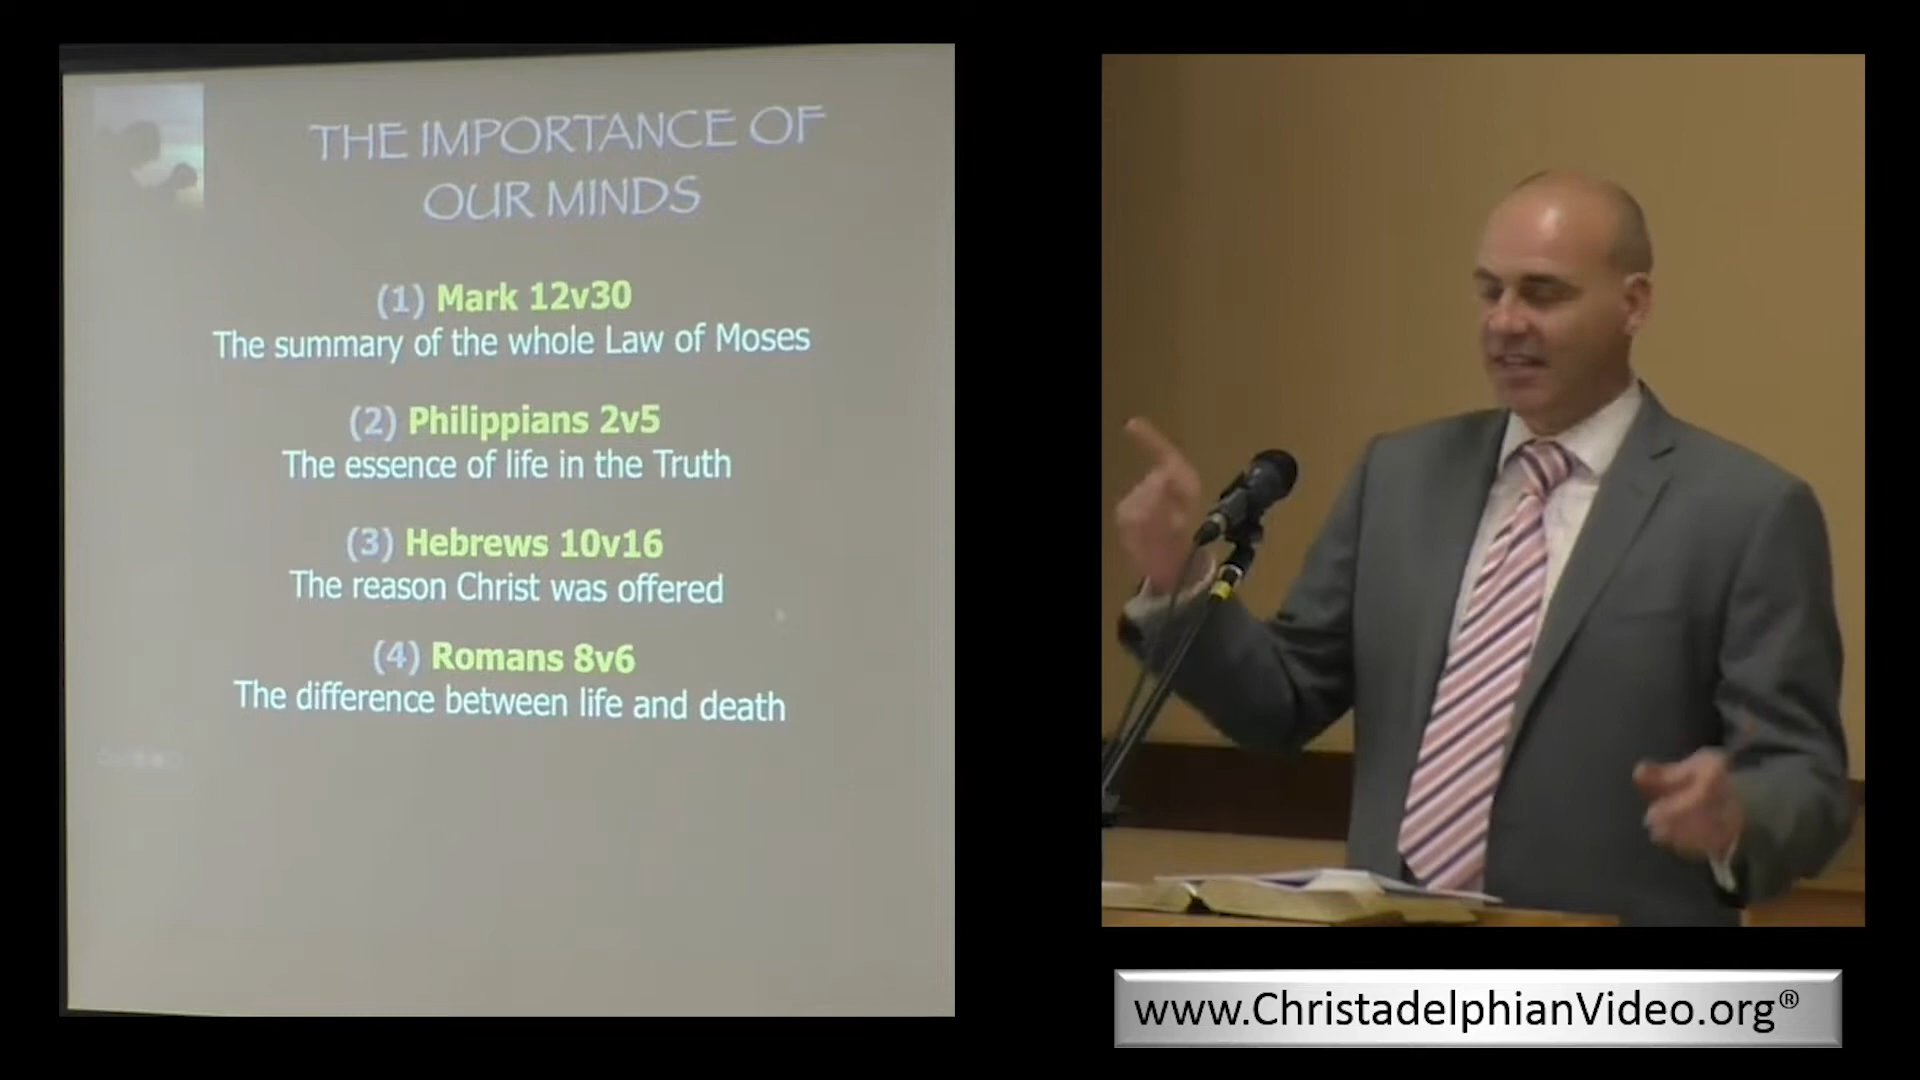 THE IMPORTANCE OF
OUR MINDS
(1) Mark 12v30
The summary of the whole Law of Moses
(2) Philippians 2v5
The essence of life in the Truth
(3) Hebrews 10v16
The reason Christ was offered
(4) Romans 8v6
The difference between life and death
www.ChristadelphianVideo.org®